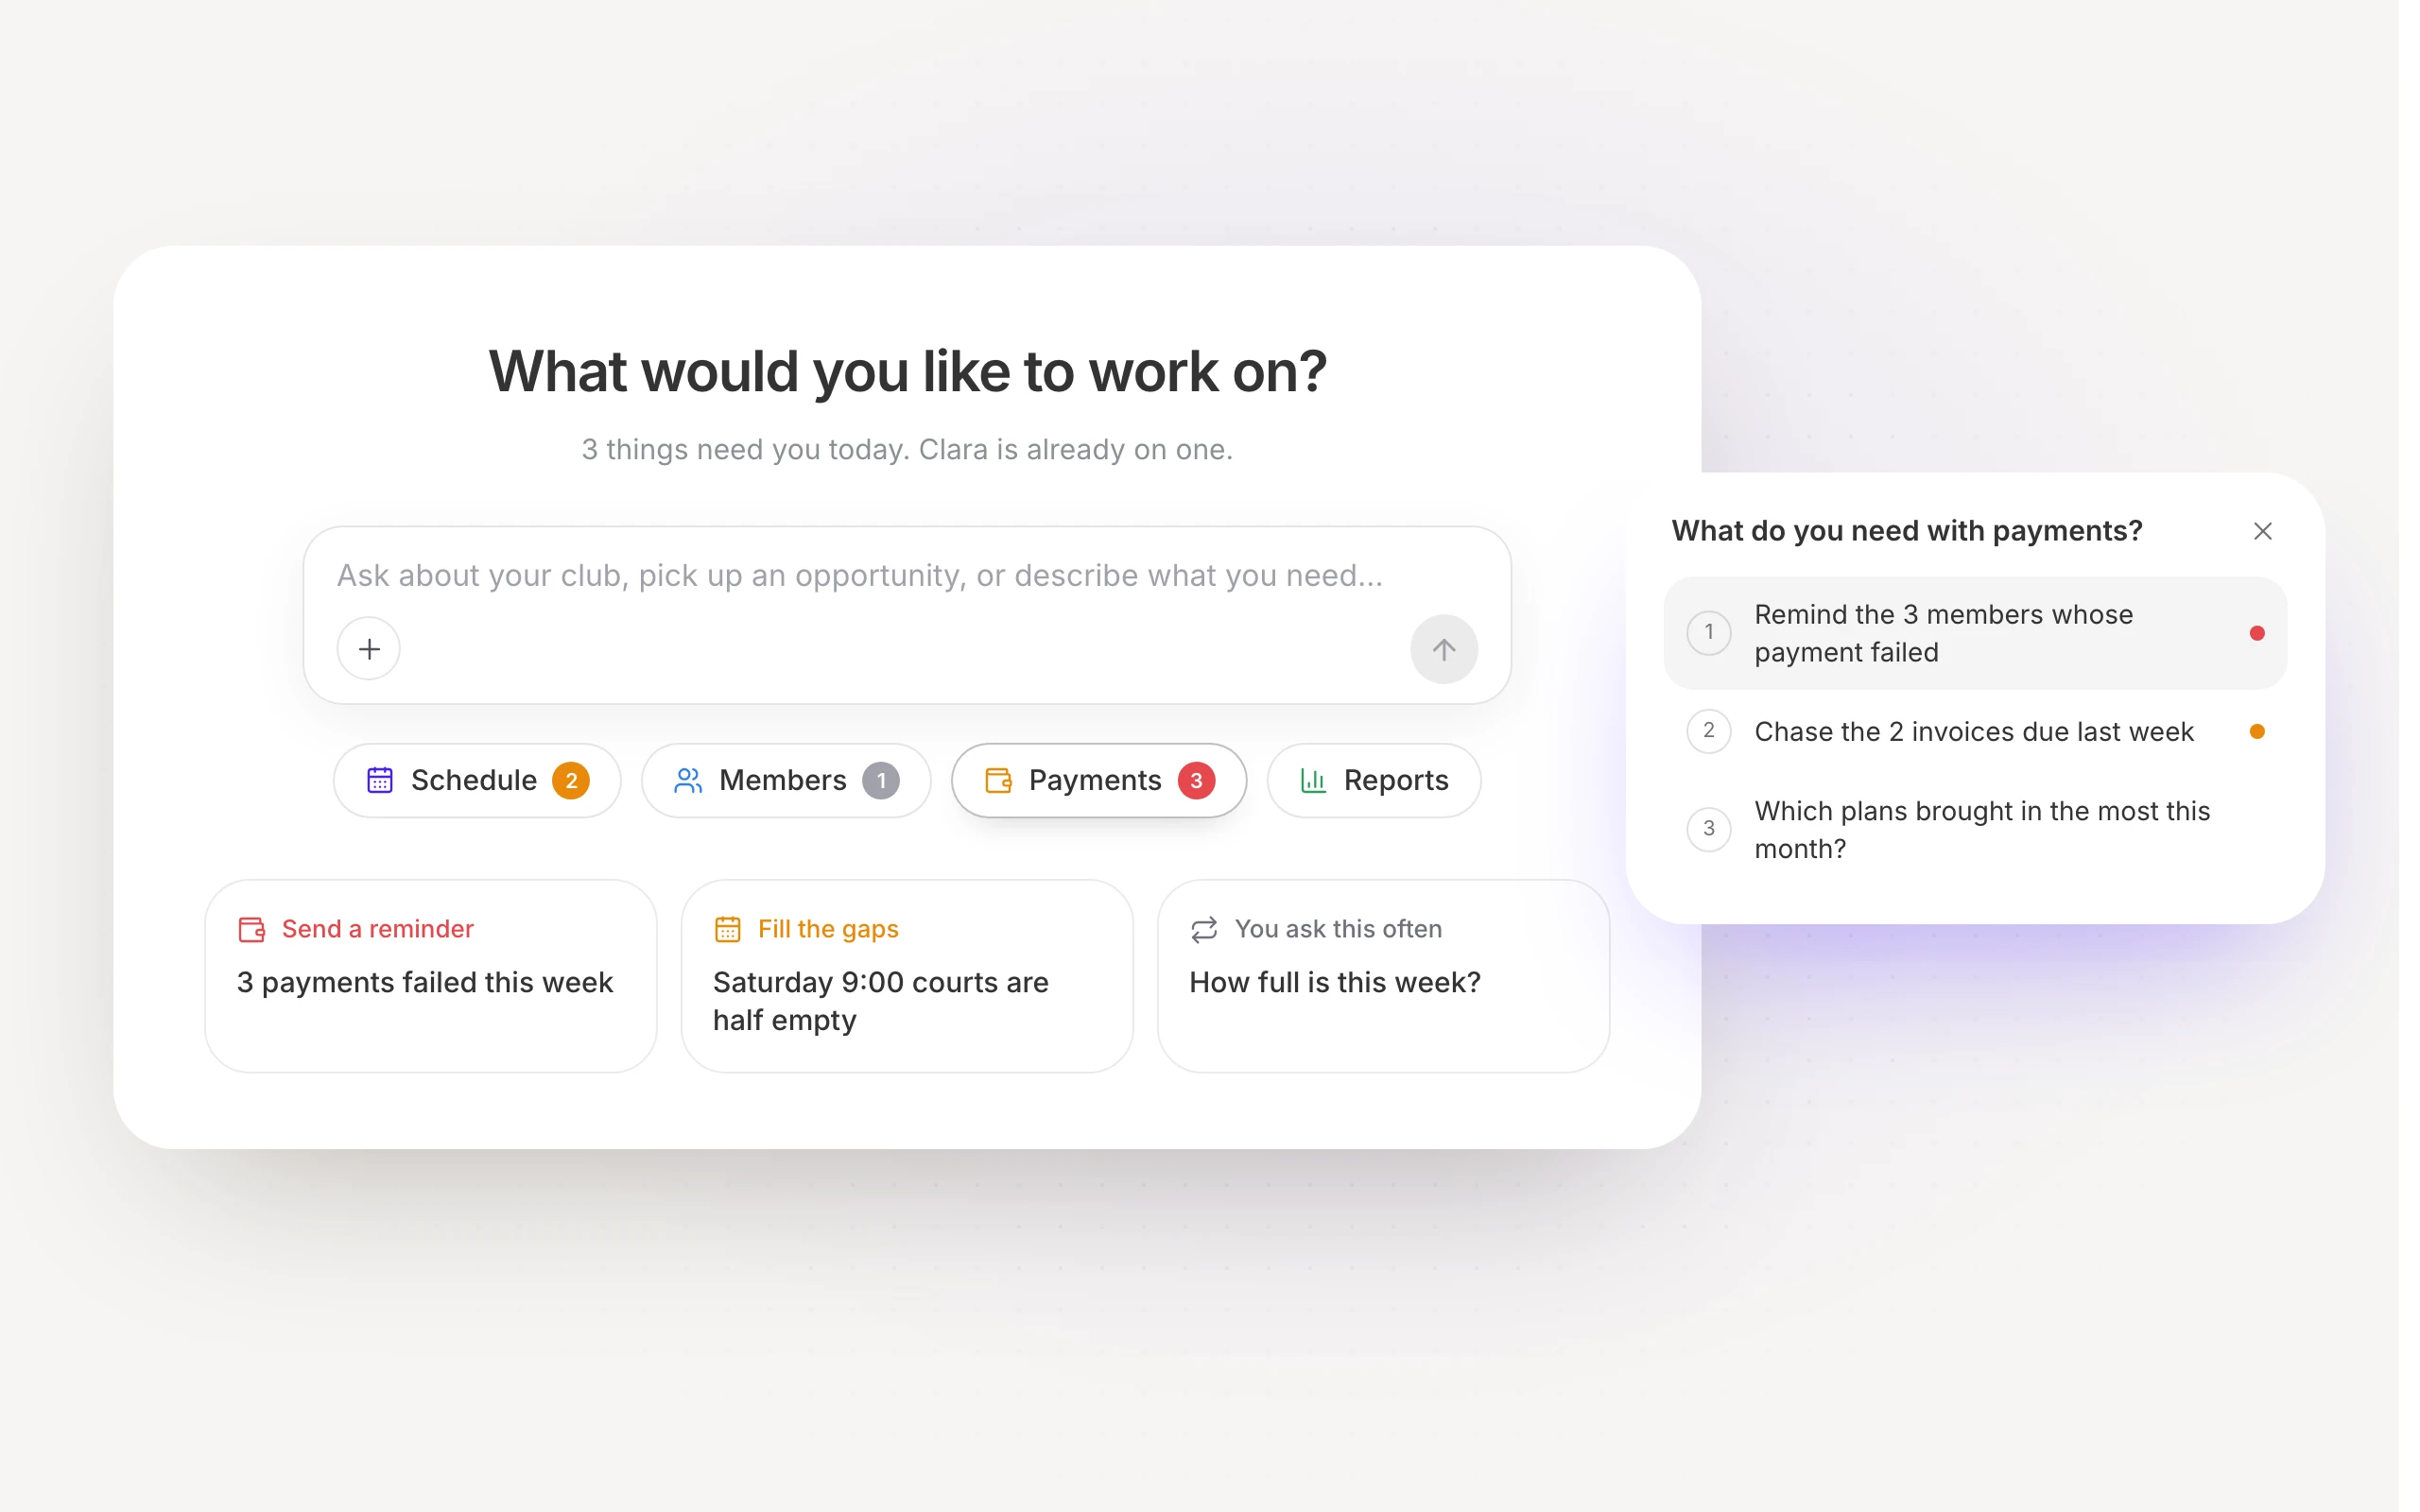 What would you like to work on?
3 things need you today. Clara is already on one.
Ask about your club, pick up an opportunity, or describe what you need...
Schedule 2
Members 1
Payments 3
Reports
Send a reminder
3 payments failed this week
Fill the gaps
Saturday 9:00 courts are
half empty
You ask this often
How full is this week?
What do you need with payments?
1 Remind the 3 members whose
payment failed
2 Chase the 2 invoices due last week
3 Which plans brought in the most this
month?